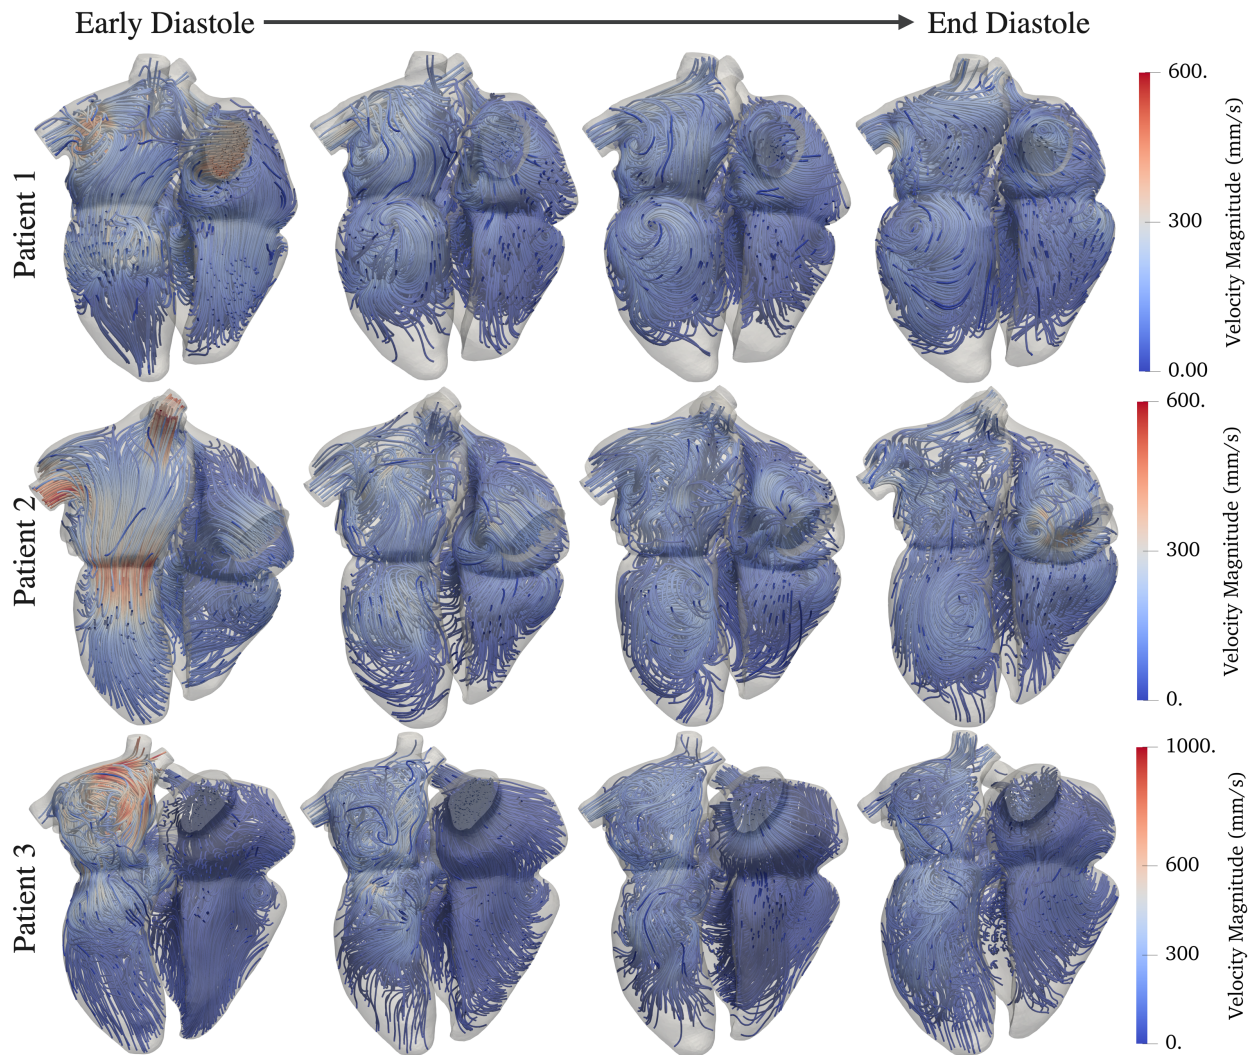 Early Diastole
End Diastole
Patient 1
600.
300
0.00
Velocity Magnitude (mm/s)
Patient 2
600.
300
0.
Velocity Magnitude (mm/s)
Patient 3
1000.
600
300
0.
Velocity Magnitude (mm/s)